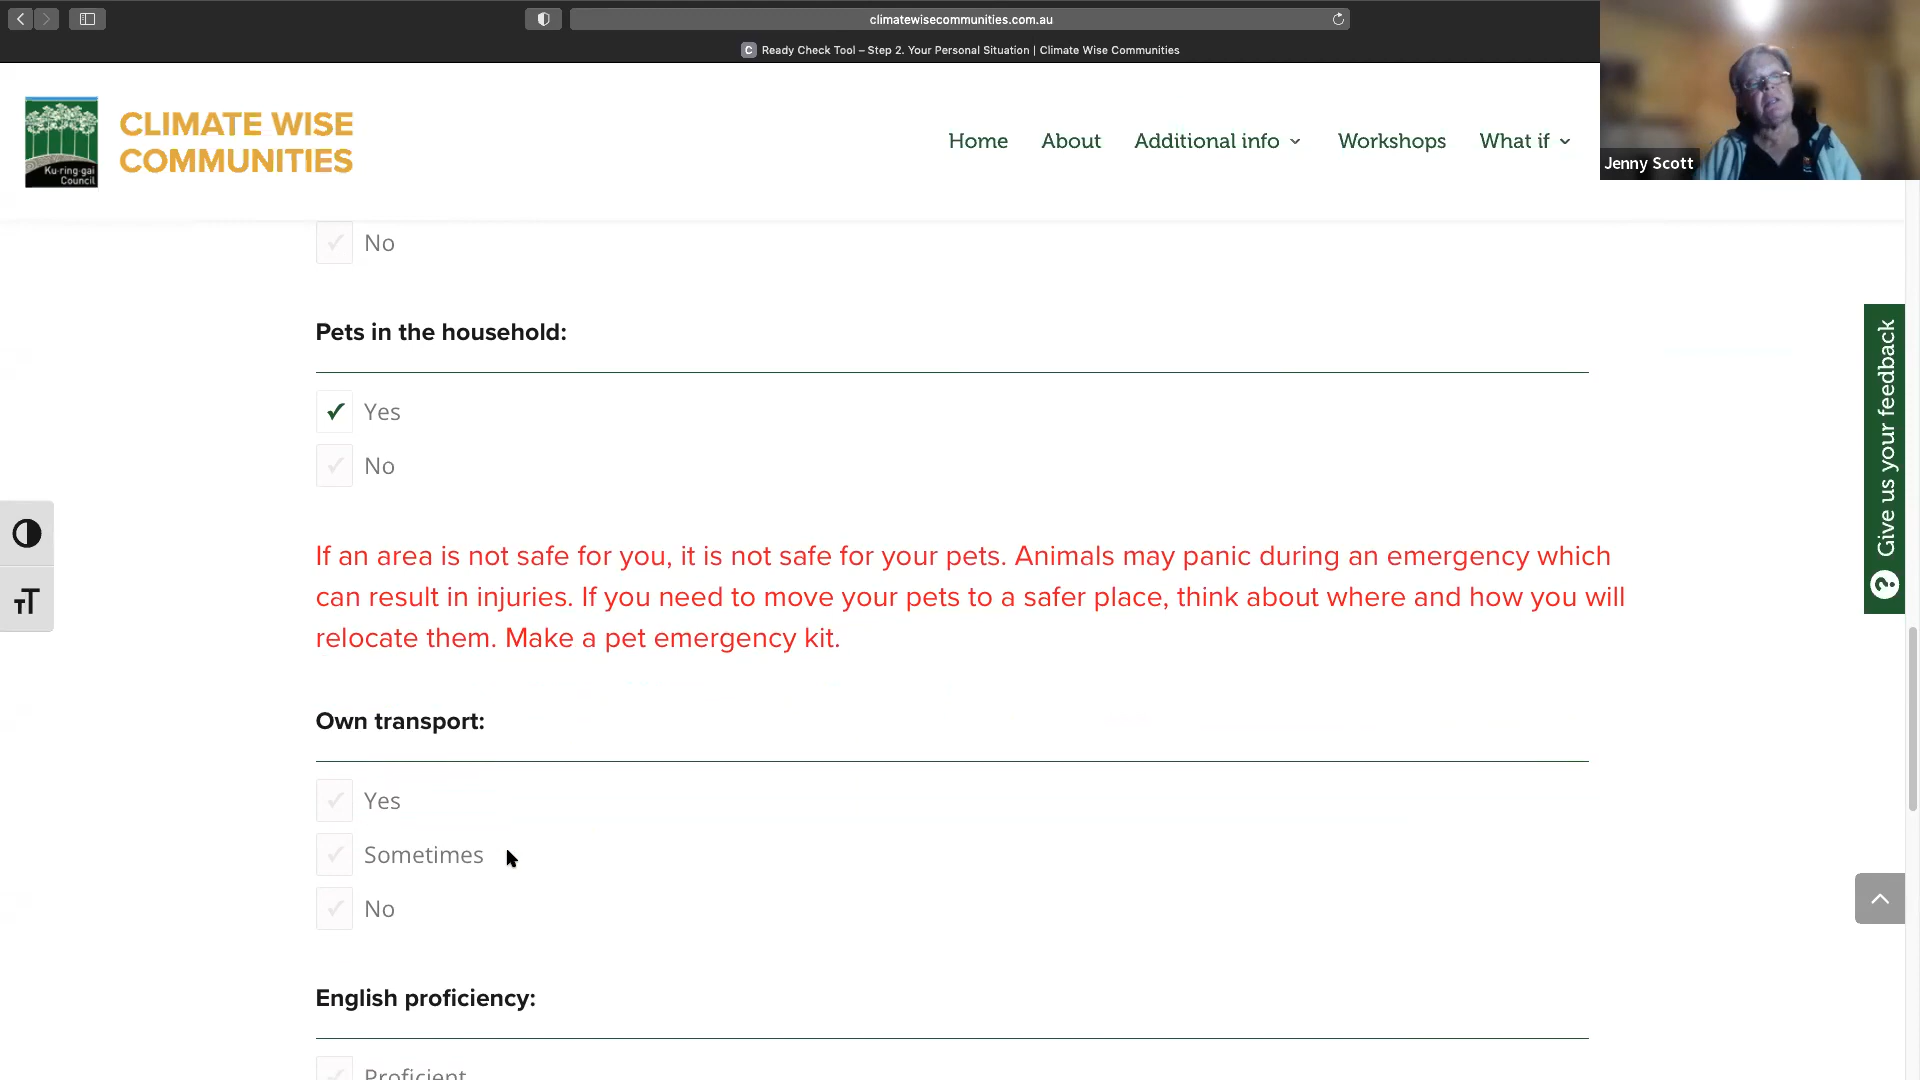 climatewisecommunities.com.au
C Ready Check Tool – Step 2. Your Personal Situation | Climate Wise Communities
Ku-ring-gai
Council
CLIMATE WISE
COMMUNITIES
Home About Additional info Workshops What if
Jenny Scott
No
Pets in the household:
Yes
No
If an area is not safe for you, it is not safe for your pets. Animals may panic during an emergency which
can result in injuries. If you need to move your pets to a safer place, think about where and how you will
relocate them. Make a pet emergency kit.
Own transport:
Yes
Sometimes
No
English proficiency:
Proficient
Give us your feedback
TT